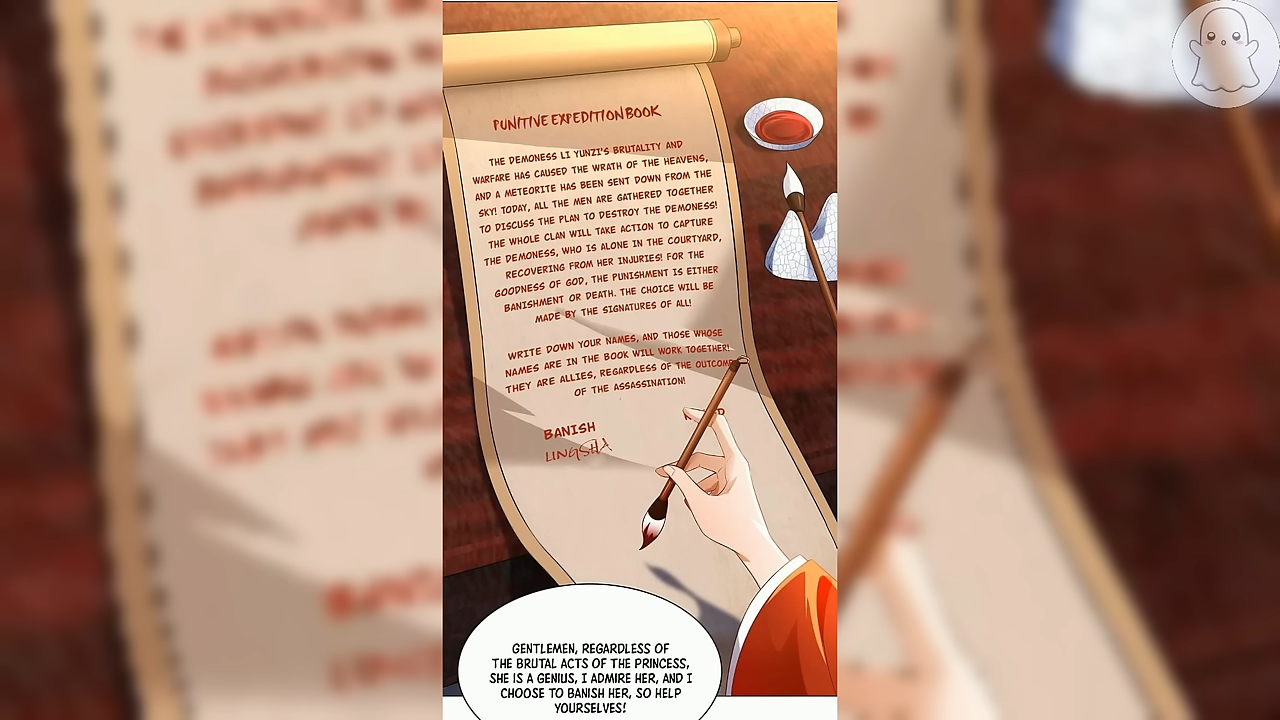 PUNITIVE EXPEDITION BOOK
THE DEMONESS LI YUNZI'S BRUTALITY AND
WARFARE HAS CAUSED THE WRATH OF THE HEAVENS,
AND A METEORITE HAS BEEN SENT DOWN FROM THE
SKY! TODAY, ALL THE MEN ARE GATHERED TOGETHER
TO DISCUSS THE PLAN TO DESTROY THE DEMONESS!
THE WHOLE CLAN WILL TAKE ACTION TO CAPTURE
THE DEMONESS, WHO IS ALONE IN THE COURTYARD,
RECOVERING FROM HER INJURIES! FOR THE
GOODNESS OF GOD, THE PUNISHMENT IS EITHER
BANISHMENT OR DEATH. THE CHOICE WILL BE
MADE BY THE SIGNATURES OF ALL!
WRITE DOWN YOUR NAMES, AND THOSE WHOSE
NAMES ARE IN THE BOOK WILL WORK TOGETHER!
THEY ARE ALLIES, REGARDLESS OF THE OUTCOME
OF THE ASSASSINATION!
BANISH
LINGSHA
GENTLEMEN, REGARDLESS OF
THE BRUTAL ACTS OF THE PRINCESS,
SHE IS A GENIUS, I ADMIRE HER, AND I
CHOOSE TO BANISH HER, SO HELP
YOURSELVES!